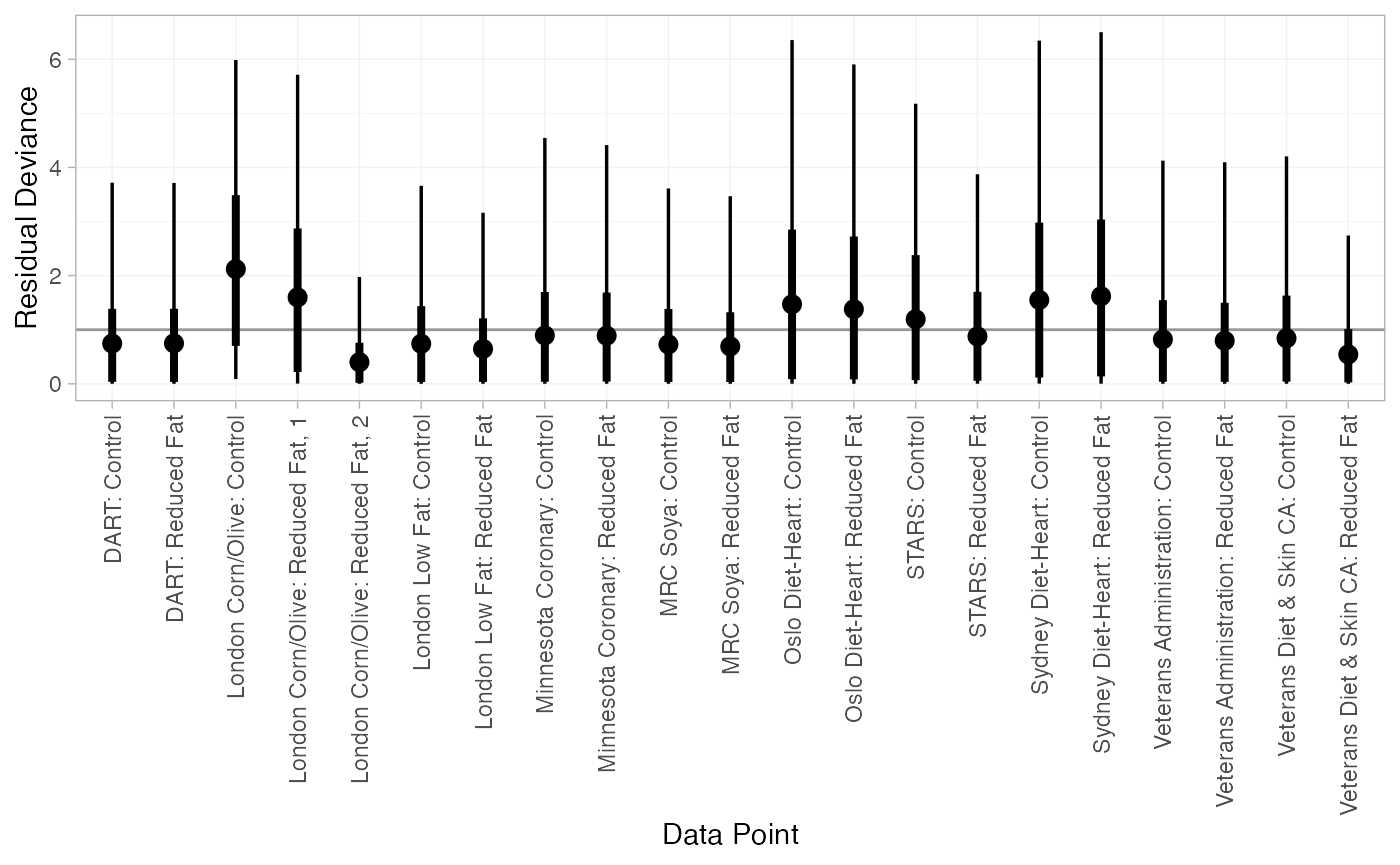 Residual Deviance
6
4
2
0
DART: Control
DART: Reduced Fat
London Corn/Olive: Control
London Corn/Olive: Reduced Fat, 1
London Corn/Olive: Reduced Fat, 2
London Low Fat: Control
London Low Fat: Reduced Fat
Minnesota Coronary: Control
Minnesota Coronary: Reduced Fat
MRC Soya: Control
MRC Soya: Reduced Fat
Oslo Diet-Heart: Control
Oslo Diet-Heart: Reduced Fat
STARS: Control
STARS: Reduced Fat
Sydney Diet-Heart: Control
Sydney Diet-Heart: Reduced Fat
Veterans Administration: Control
Veterans Administration: Reduced Fat
Veterans Diet & Skin CA: Control
Veterans Diet & Skin CA: Reduced Fat
Data Point